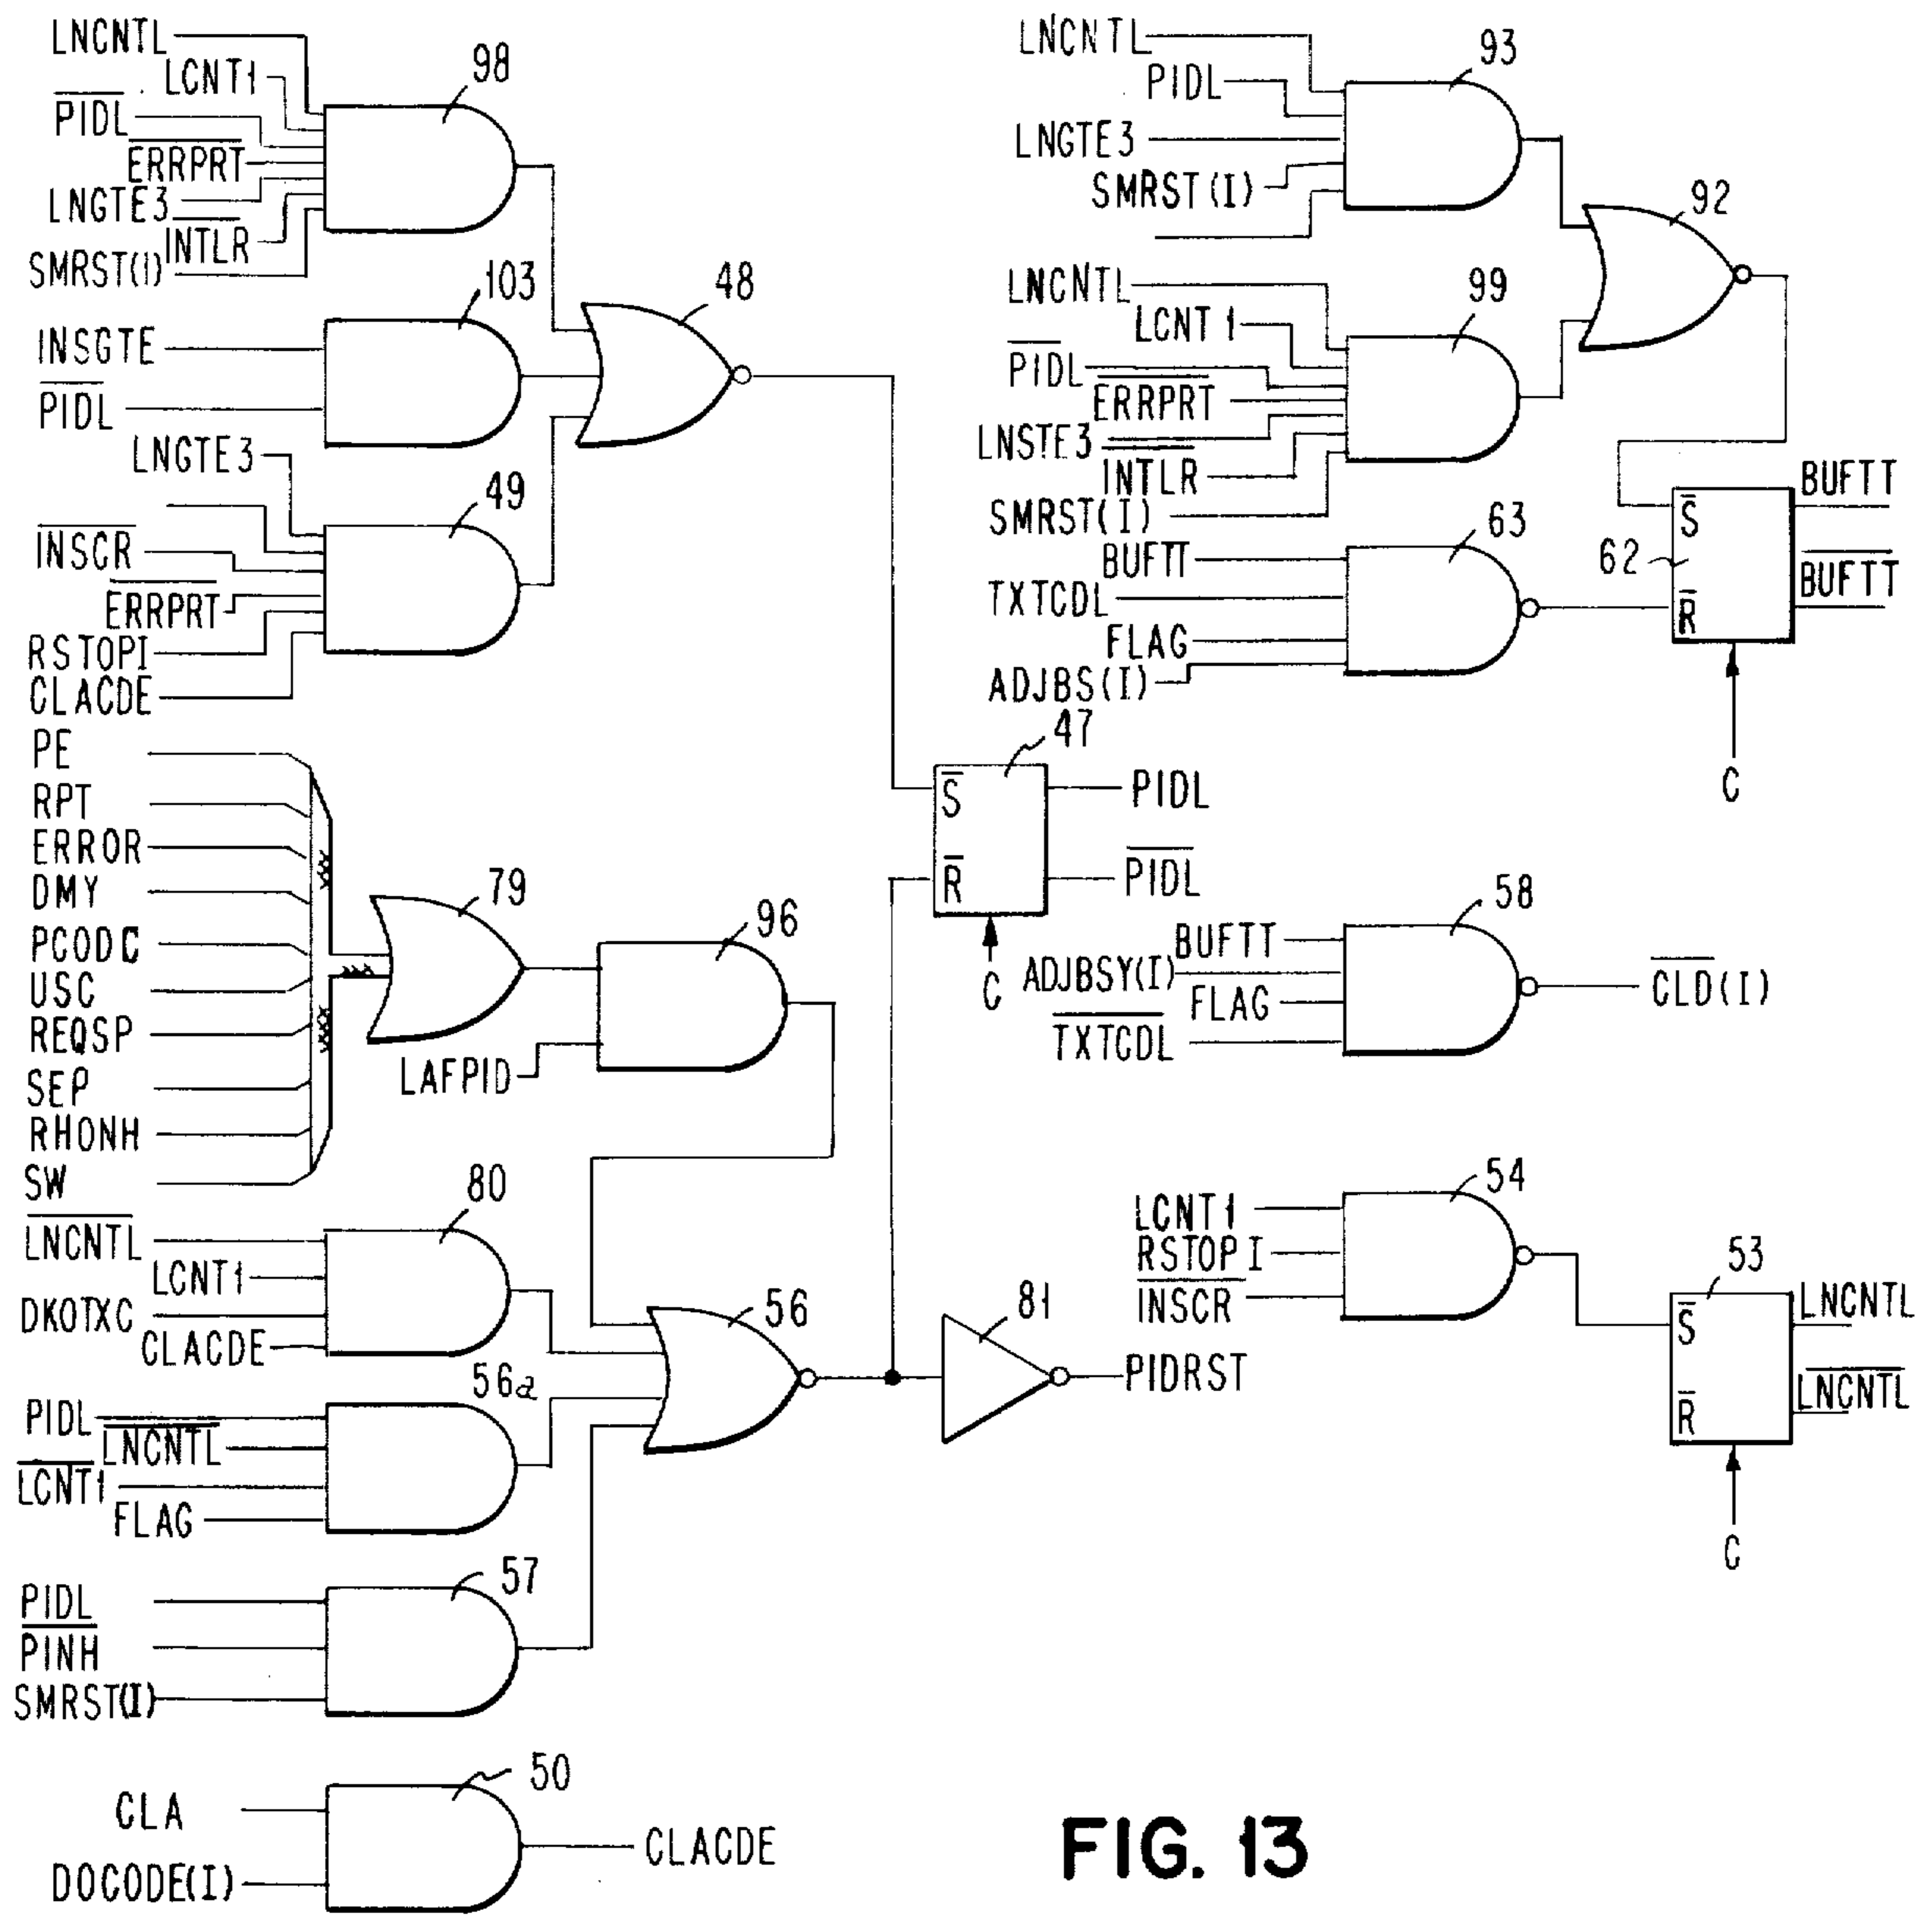 LNCNTL
LCNT1
PIDL
ERRPRT
LNGTE3
INTLR
SMRST(I)
98
INSGTE
PIDL
103
48
LNGTE3
INSCR
ERRPRT
RSTOPI
CLACDE
49
PE
RPT
ERROR
DMY
PCODC
USC
REQSP
SEP
RHONH
SW
79
LAFPID
96
LNCNTL
LCNT1
DKOTXC
CLACDE
80
PIDL
LNCNTL
LCNT1
FLAG
56a
PIDL
PINH
SMRST(I)
57
56
81
PIDRST
CLA
DOCODE(I)
50
CLACDE
47
S
R
C
PIDL
PIDL
LNCNTL
PIDL
LNGTE3
SMRST(I)
93
92
LNCNTL
LCNT1
PIDL
ERRPRT
LNSTE3
INTLR
SMRST(I)
99
BUFTT
TXTCDL
FLAG
ADJBS(I)
63
62
S
R
C
BUFTT
BUFTT
BUFTT
ADJBSY(I)
FLAG
TXTCDL
58
CLD(I)
LCNT1
RSTOPI
INSCR
54
53
S
R
C
LNCNTL
LNCNTL
FIG. 13